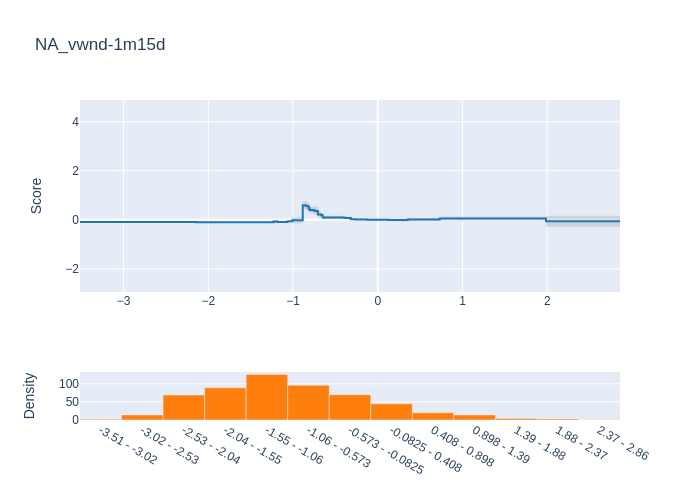 NA_vwnd-1m15d
Score
4
2
0
−2
−3
−2
−1
0
1
2
Density
100
50
0
-3.51 - -3.02
-3.02 - -2.53
-2.53 - -2.04
-2.04 - -1.55
-1.55 - -1.06
-1.06 - -0.573
-0.573 - -0.0825
-0.0825 - 0.408
0.408 - 0.898
0.898 - 1.39
1.39 - 1.88
1.88 - 2.37
2.37 - 2.86